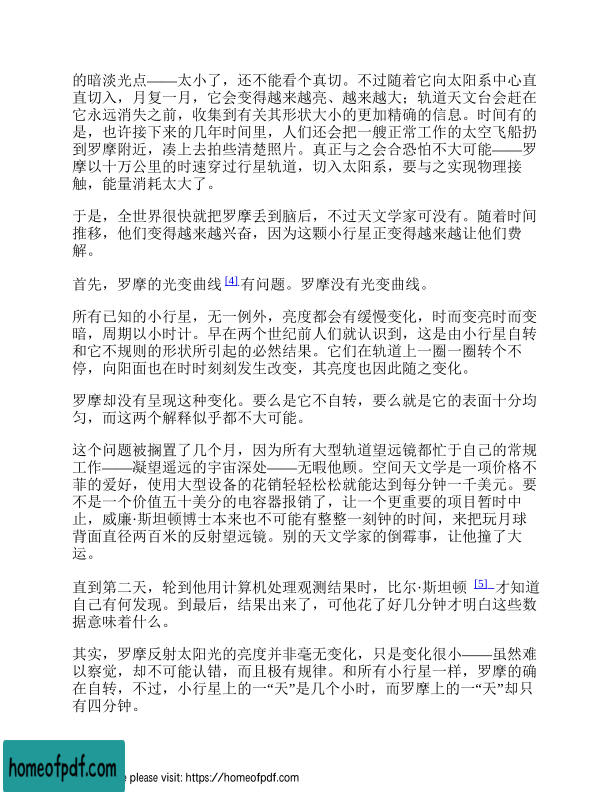 的暗淡光点——太小了，还不能看个真切。不过随着它向太阳系中心直
直切入，月复一月，它会变得越来越亮、越来越大；轨道天文台会赶在
它永远消失之前，收集到有关其形状大小的更加精确的信息。时间有的
是，也许接下来的几年时间里，人们还会把一艘正常工作的太空飞船扔
到罗摩附近，凑上去拍些清楚照片。真正与之会合恐怕不大可能——罗
摩以十万公里的时速穿过行星轨道，切入太阳系，要与之实现物理接
触，能量消耗太大了。
于是，全世界很快就把罗摩丢到脑后，不过天文学家可没有。随着时间
推移，他们变得越来越兴奋，因为这颗小行星正变得越来越让他们费
解。
首先，罗摩的光变曲线[4]有问题。罗摩没有光变曲线。
所有已知的小行星，无一例外，亮度都会有缓慢变化，时而变亮时而变
暗，周期以小时计。早在两个世纪前人们就认识到，这是由小行星自转
和它不规则的形状所引起的必然结果。它们在轨道上一圈一圈转个不
停，向阳面也在时时刻刻发生改变，其亮度也因此随之变化。
罗摩却没有呈现这种变化。要么是它不自转，要么就是它的表面十分均
匀，而这两个解释似乎都不大可能。
这个问题被搁置了几个月，因为所有大型轨道望远镜都忙于自己的常规
工作——凝望遥远的宇宙深处——无暇他顾。空间天文学是一项价格不
菲的爱好，使用大型设备的花销轻轻松松就能达到每分钟一千美元。要
不是一个价值五十美分的电容器报销了，让一个更重要的项目暂时中
止，威廉·斯坦顿博士本来也不可能有整整一刻钟的时间，来把玩月球
背面直径两百米的反射望远镜。别的天文学家的倒霉事，让他撞了大
运。
直到第二天，轮到他用计算机处理观测结果时，比尔·斯坦顿 [5] 才知道
自己有何发现。到最后，结果出来了，可他花了好几分钟才明白这些数
据意味着什么。
其实，罗摩反射太阳光的亮度并非毫无变化，只是变化很小——虽然难
以察觉，却不可能认错，而且极有规律。和所有小行星一样，罗摩的确
在自转，不过，小行星上的一“天”是几个小时，而罗摩上的一“天”却只
有四分钟。
homeofpdf.com
e please visit: https://homeofpdf.com